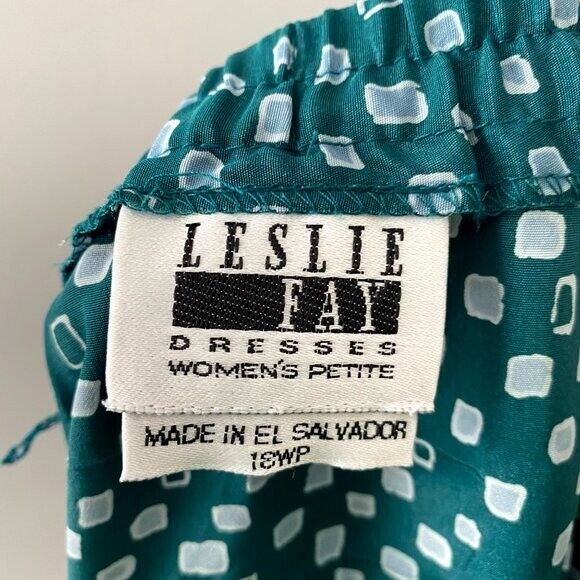 LESLIE
FAY
DRESSES
WOMEN'S PETITE
MADE IN EL SALVADOR
18WP